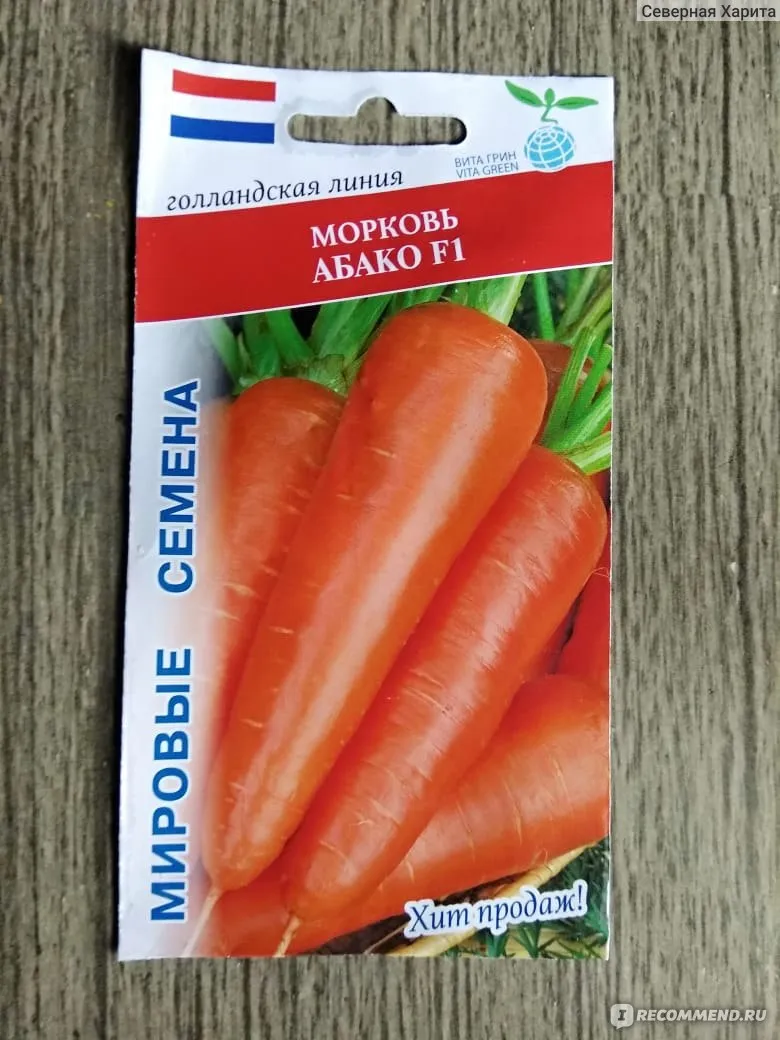 Северная Харита
ВИТА ГРИН
VITA GREEN
голландская линия
МОРКОВЬ
АБАКО F1
МИРОВЫЕ СЕМЕНА
Хит продаж!
I RECOMMEND.RU